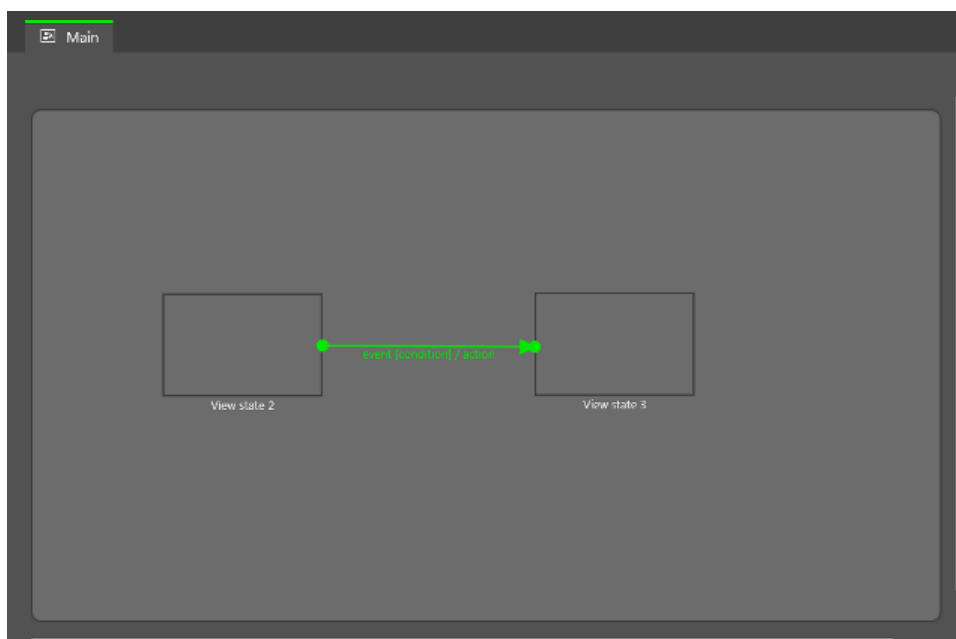 Main
event [condition] / action
View state 2
View state 3